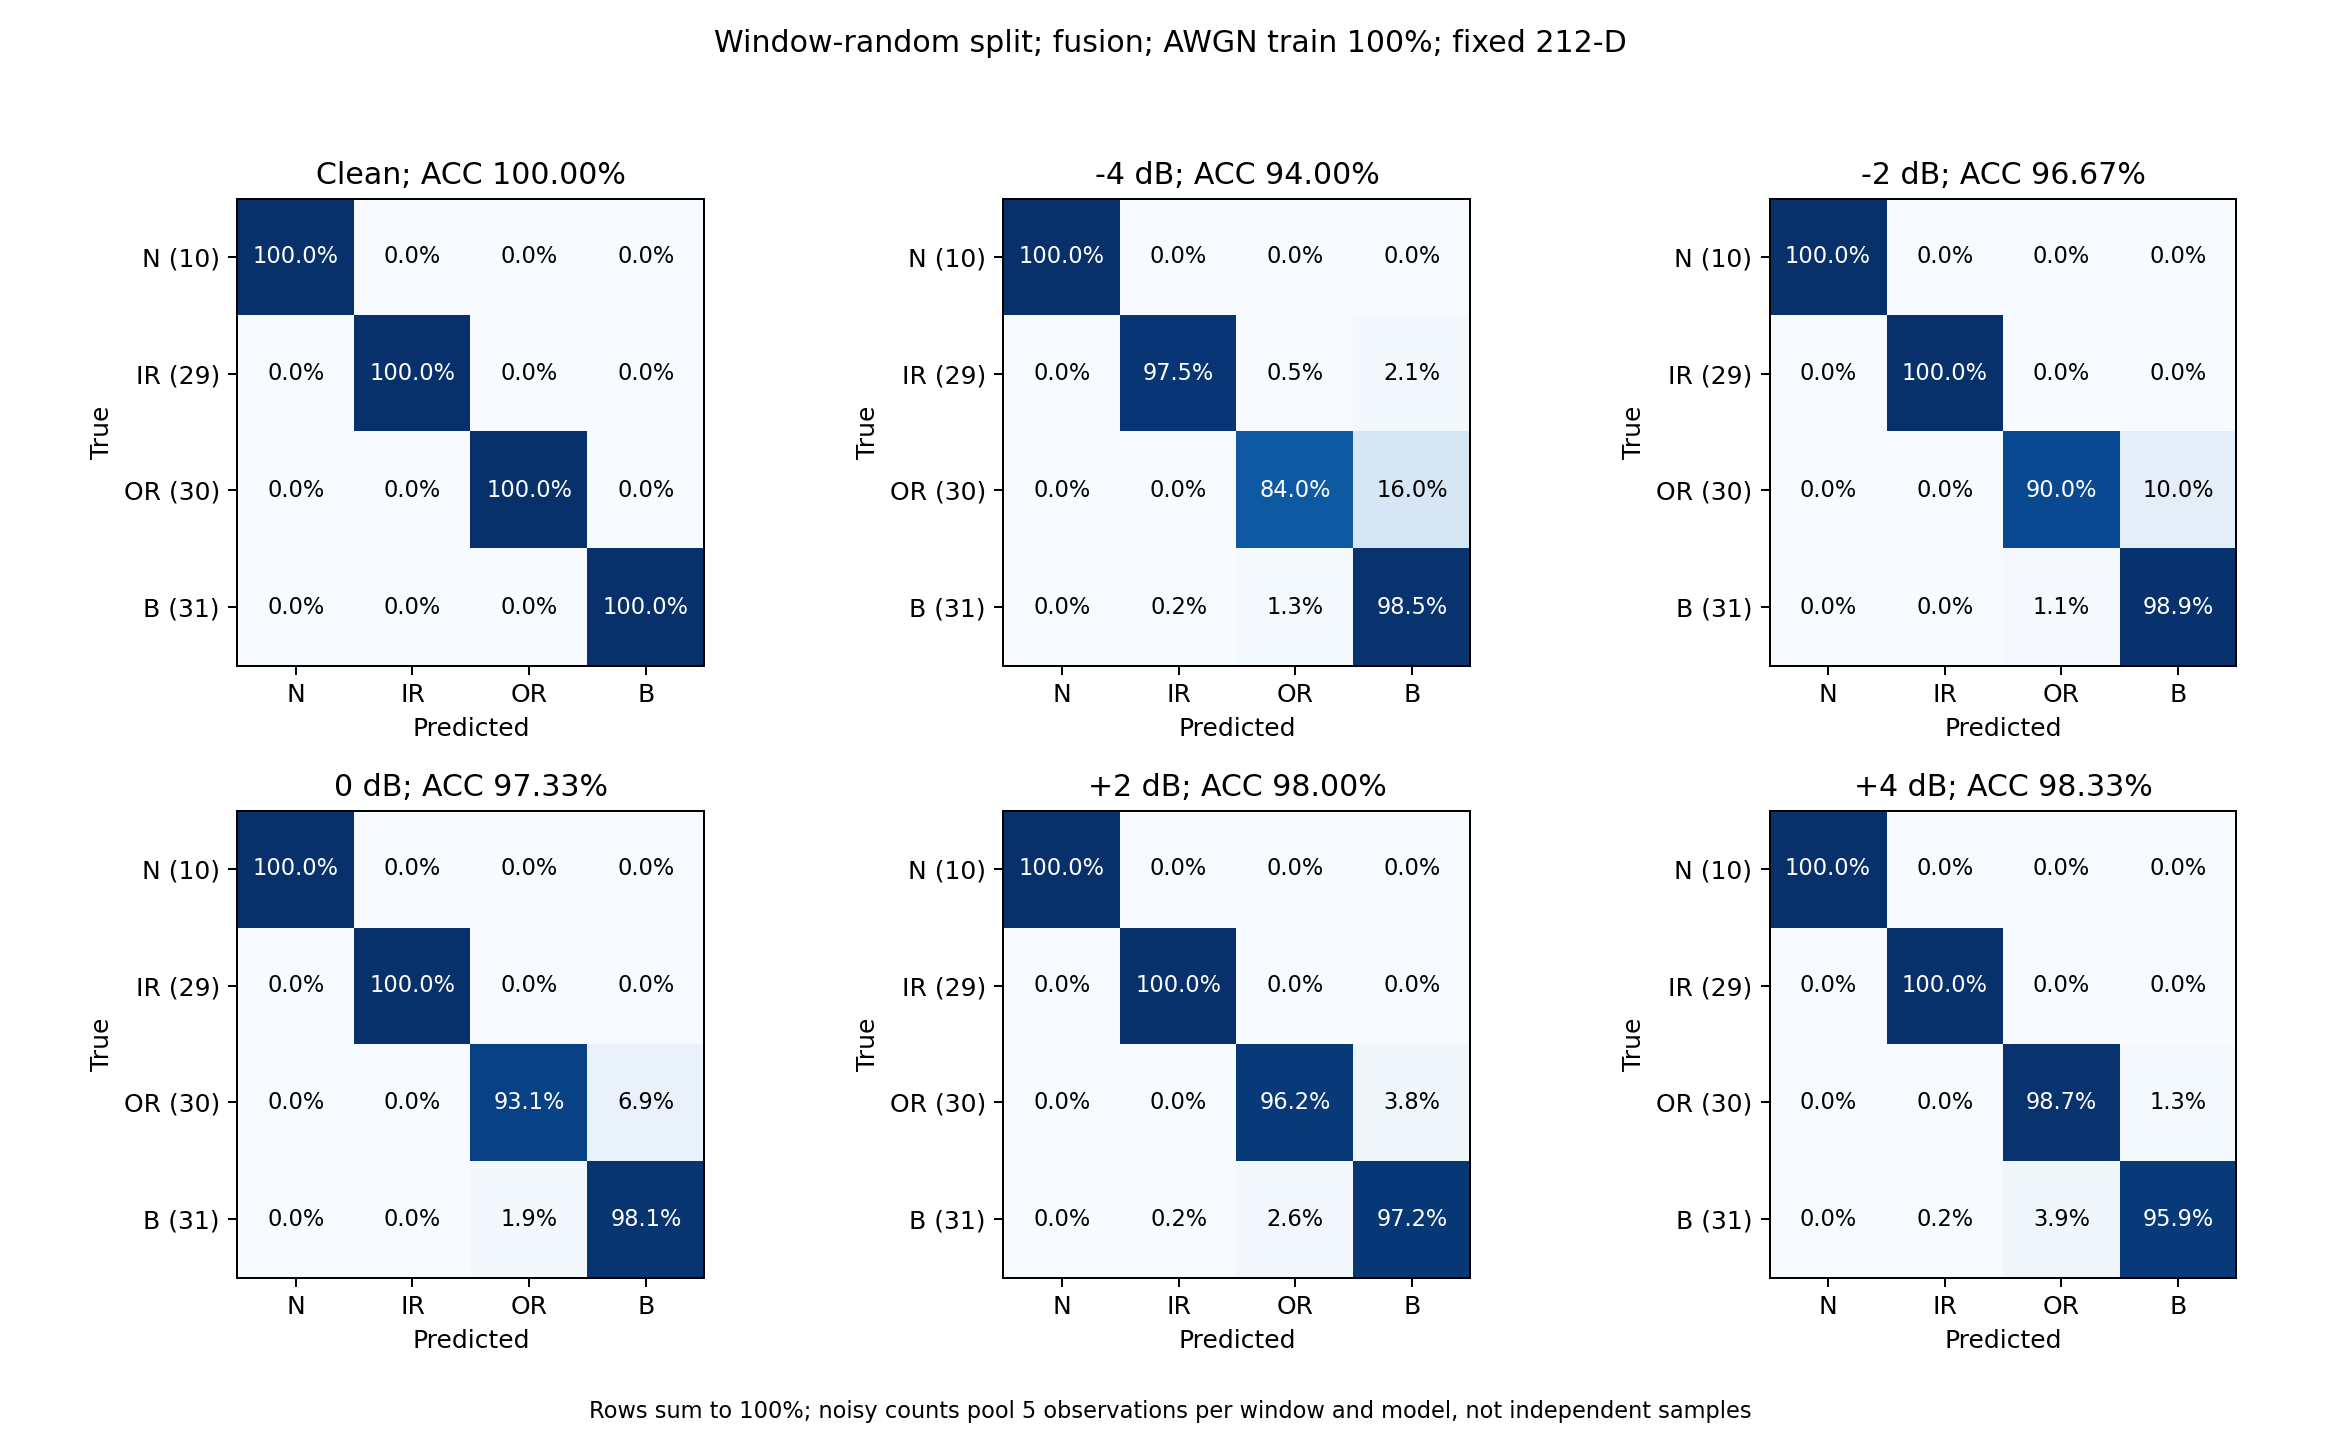 Window-random split; fusion; AWGN train 100%; fixed 212-D
Clean; ACC 100.00%
True
N (10) 100.0% 0.0% 0.0% 0.0%
IR (29) 0.0% 100.0% 0.0% 0.0%
OR (30) 0.0% 0.0% 100.0% 0.0%
B (31) 0.0% 0.0% 0.0% 100.0%
N IR OR B
Predicted
-4 dB; ACC 94.00%
True
N (10) 100.0% 0.0% 0.0% 0.0%
IR (29) 0.0% 97.5% 0.5% 2.1%
OR (30) 0.0% 0.0% 84.0% 16.0%
B (31) 0.0% 0.2% 1.3% 98.5%
N IR OR B
Predicted
-2 dB; ACC 96.67%
True
N (10) 100.0% 0.0% 0.0% 0.0%
IR (29) 0.0% 100.0% 0.0% 0.0%
OR (30) 0.0% 0.0% 90.0% 10.0%
B (31) 0.0% 0.0% 1.1% 98.9%
N IR OR B
Predicted
0 dB; ACC 97.33%
True
N (10) 100.0% 0.0% 0.0% 0.0%
IR (29) 0.0% 100.0% 0.0% 0.0%
OR (30) 0.0% 0.0% 93.1% 6.9%
B (31) 0.0% 0.0% 1.9% 98.1%
N IR OR B
Predicted
+2 dB; ACC 98.00%
True
N (10) 100.0% 0.0% 0.0% 0.0%
IR (29) 0.0% 100.0% 0.0% 0.0%
OR (30) 0.0% 0.0% 96.2% 3.8%
B (31) 0.0% 0.2% 2.6% 97.2%
N IR OR B
Predicted
+4 dB; ACC 98.33%
True
N (10) 100.0% 0.0% 0.0% 0.0%
IR (29) 0.0% 100.0% 0.0% 0.0%
OR (30) 0.0% 0.0% 98.7% 1.3%
B (31) 0.0% 0.2% 3.9% 95.9%
N IR OR B
Predicted
Rows sum to 100%; noisy counts pool 5 observations per window and model, not independent samples